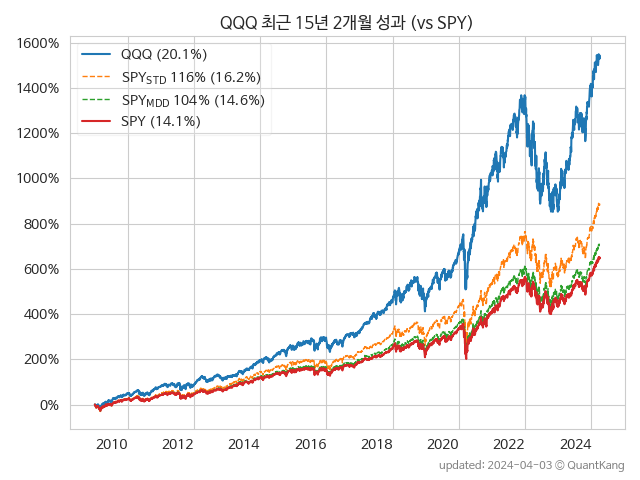 QQQ 최근 15년 2개월 성과 (vs SPY)
1600%
1400%
1200%
1000%
800%
600%
400%
200%
0%
QQQ (20.1%)
SPYSTD 116% (16.2%)
SPYMDD 104% (14.6%)
SPY (14.1%)
2010 2012 2014 2016 2018 2020 2022 2024
updated: 2024-04-03 © QuantKang